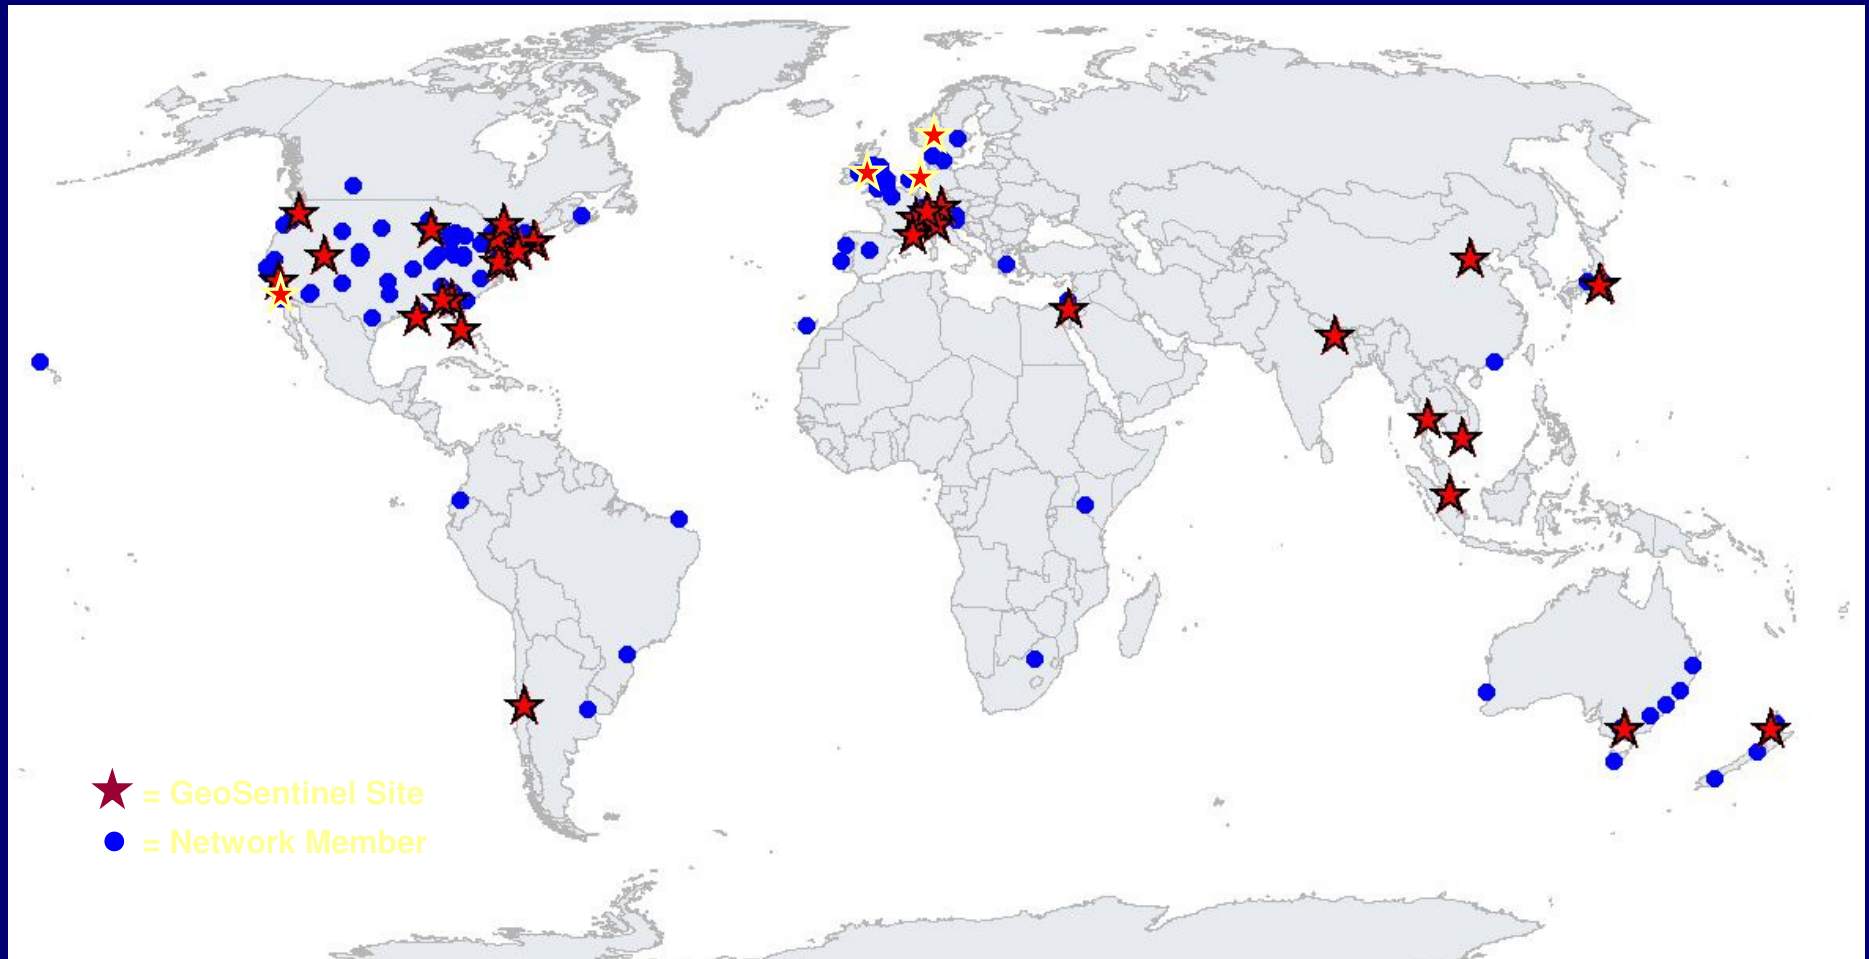 = GeoSentinel Site
= Network Member